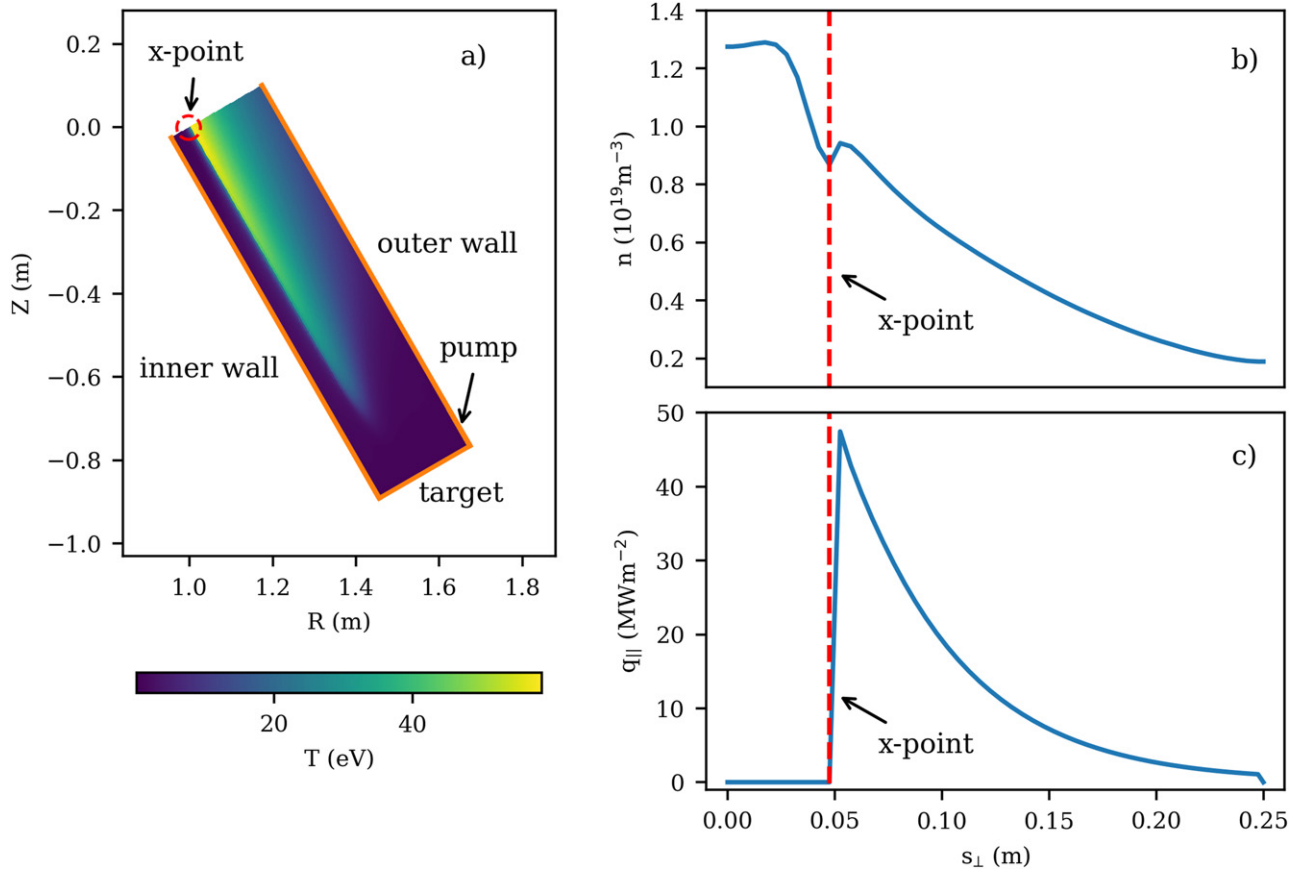 a)
x-point
outer wall
inner wall
pump
target
0.2
0.0
−0.2
−0.4
−0.6
−0.8
−1.0
Z (m)
1.0 1.2 1.4 1.6 1.8
R (m)
20 40
T (eV)
b)
1.4
1.2
1.0
0.8
0.6
0.4
0.2
n (10¹⁹m⁻³)
x-point
c)
50
40
30
20
10
0
q∥ (MWm⁻²)
x-point
0.00 0.05 0.10 0.15 0.20 0.25
s⊥ (m)